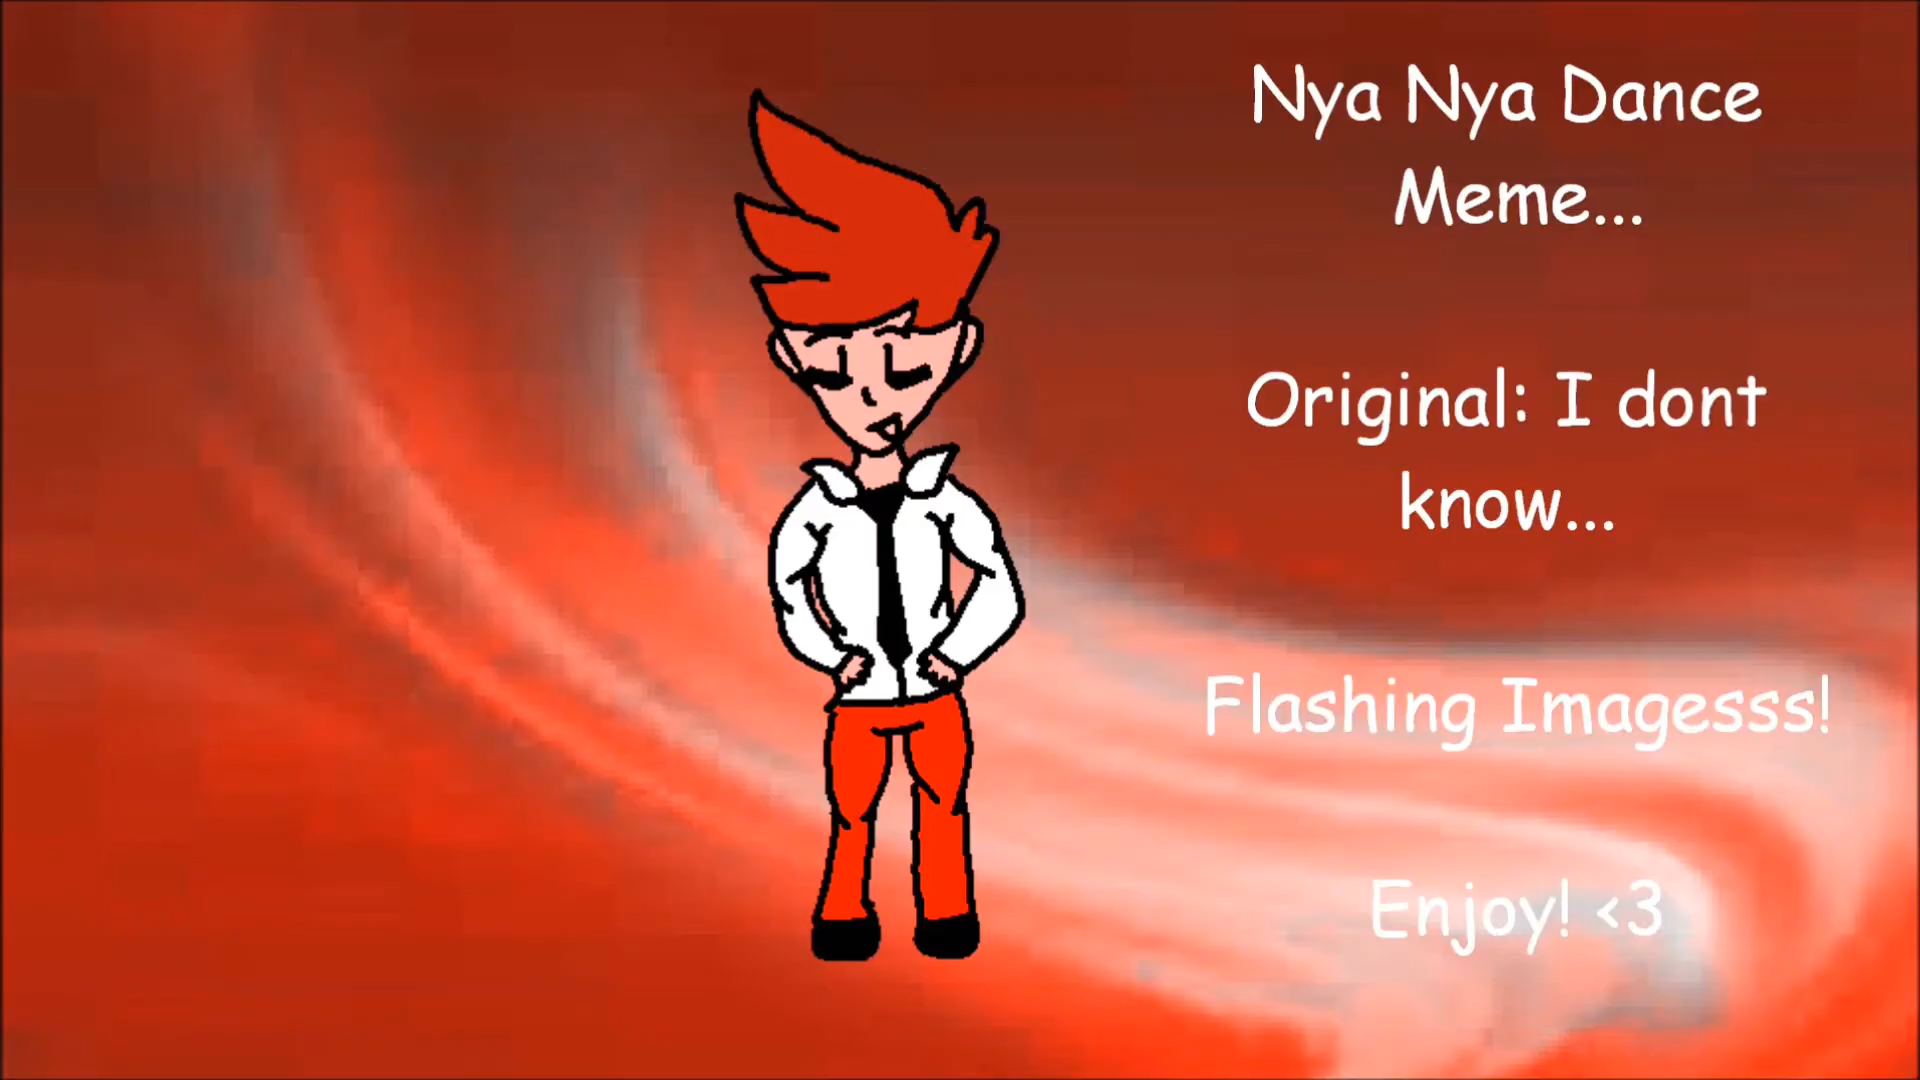 Nya Nya Dance
Meme...
Original: I dont
know...
Flashing Imagesss!
Enjoy! <3